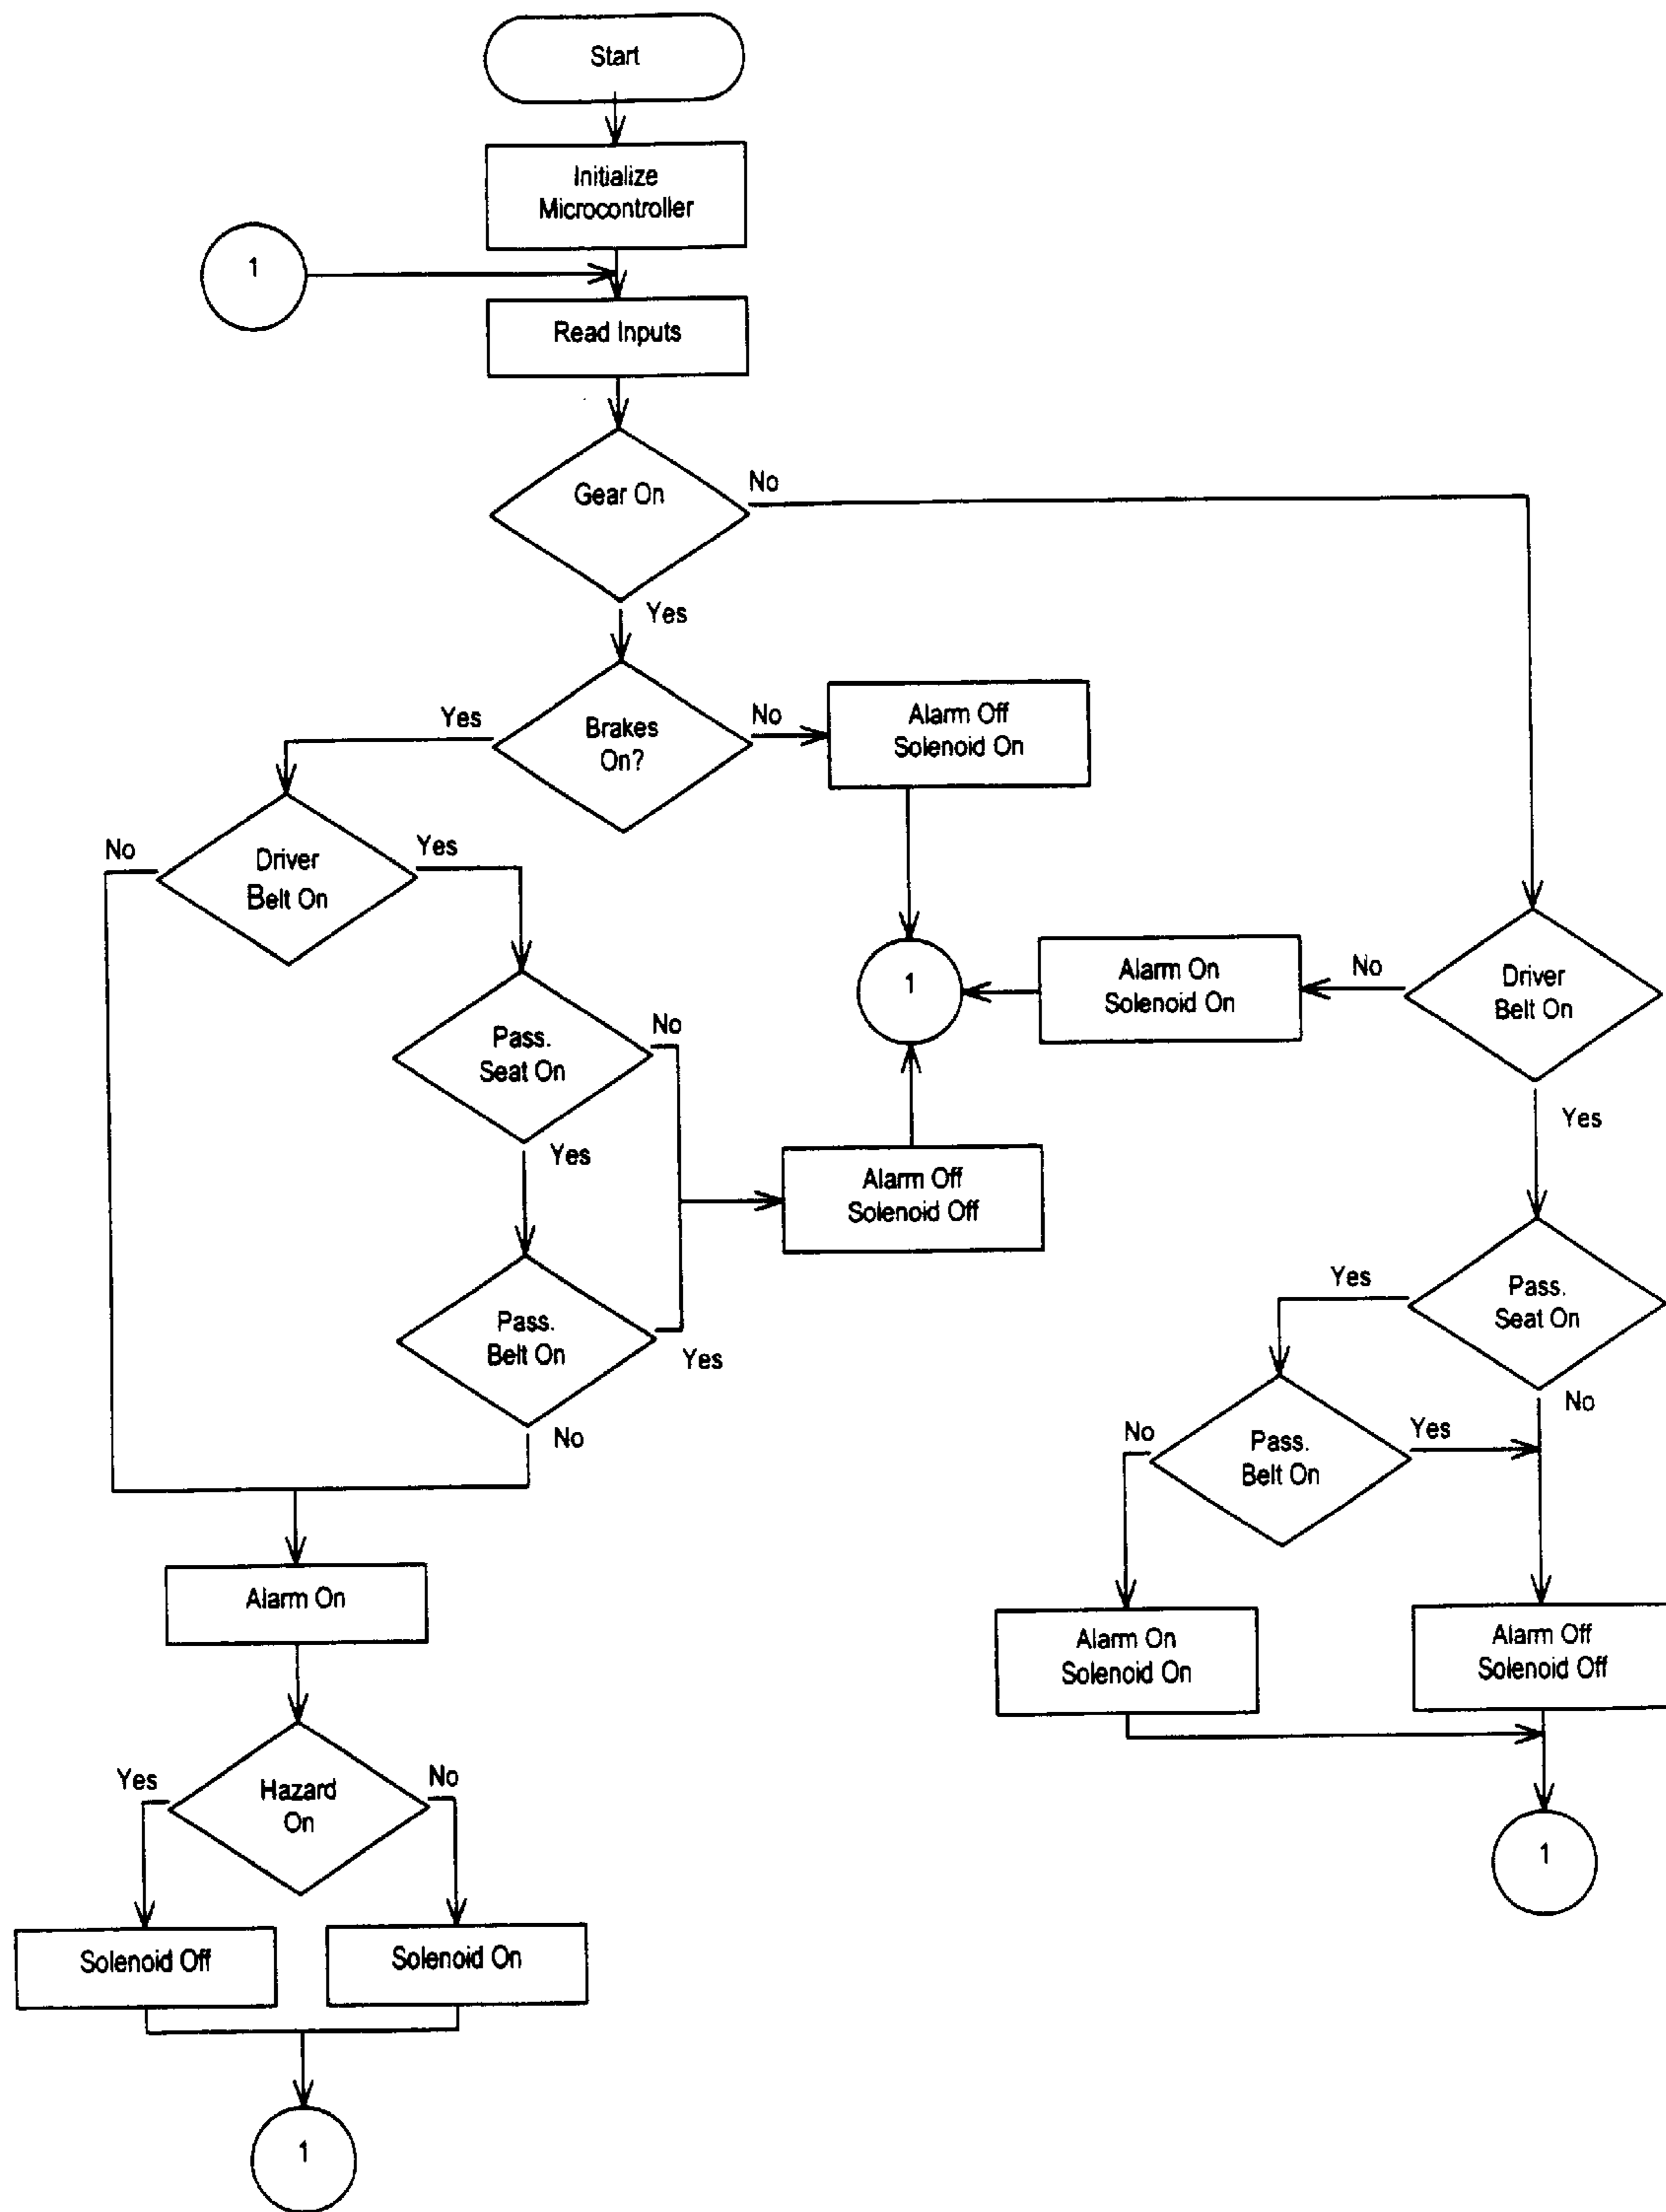 Start
Initialize
Microcontroller
1
Read Inputs
Gear On
No
Yes
Brakes
On?
Yes
No
Alarm Off
Solenoid On
Driver
Belt On
No
Yes
1
Alarm On
Solenoid On
No
Driver
Belt On
Yes
Pass.
Seat On
No
Yes
Alarm Off
Solenoid Off
Pass.
Belt On
Yes
No
Pass.
Seat On
Yes
No
Pass.
Belt On
No
Yes
Alarm On
Alarm On
Solenoid On
Alarm Off
Solenoid Off
Hazard
On
Yes
No
1
Solenoid Off
Solenoid On
1